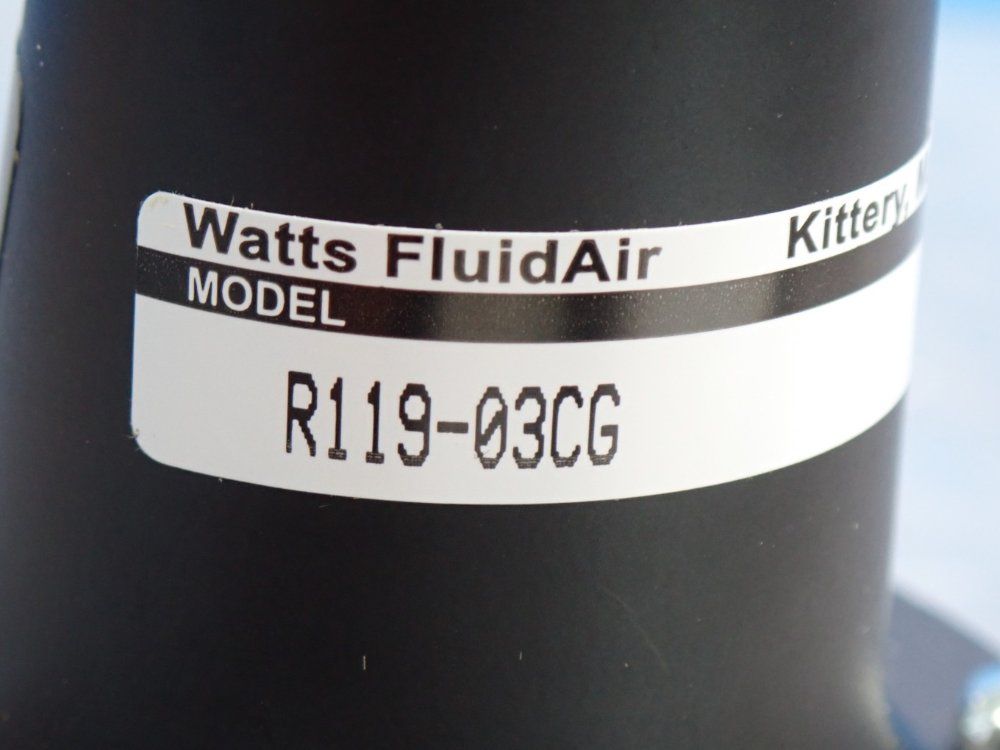 Watts FluidAir Kittery,
MODEL
R119-03CG